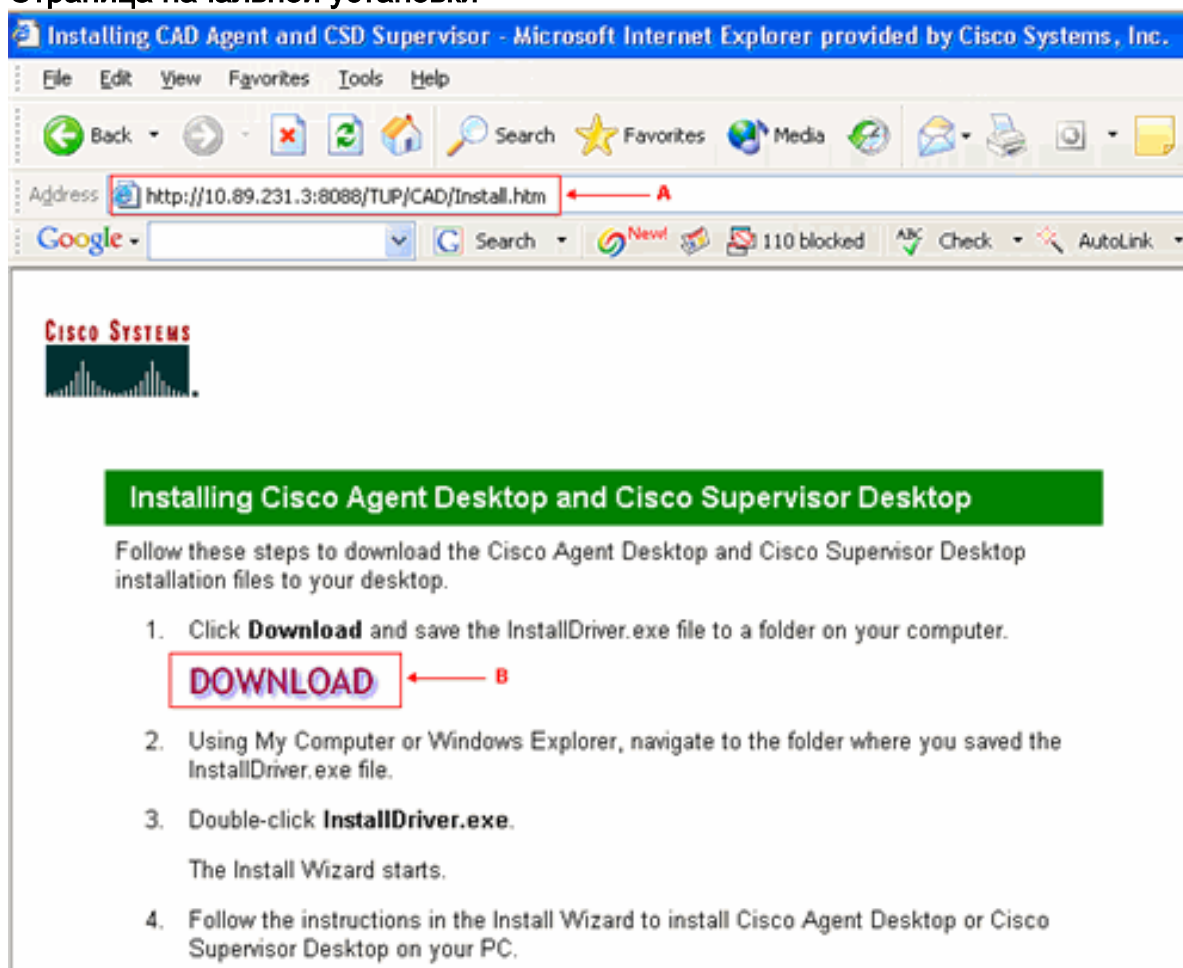 Страница начальной установки
Installing CAD Agent and CSD Supervisor - Microsoft Internet Explorer provided by Cisco Systems, Inc.
File Edit View Favorites Tools Help
Back Search Favorites Media
Address http://10.89.231.3:8088/TUP/CAD/Install.htm A
Google Search New! 110 blocked ABC Check AutoLink
CISCO SYSTEMS
Installing Cisco Agent Desktop and Cisco Supervisor Desktop
Follow these steps to download the Cisco Agent Desktop and Cisco Supervisor Desktop
installation files to your desktop.
1. Click Download and save the InstallDriver.exe file to a folder on your computer.
DOWNLOAD B
2. Using My Computer or Windows Explorer, navigate to the folder where you saved the
InstallDriver.exe file.
3. Double-click InstallDriver.exe.
The Install Wizard starts.
4. Follow the instructions in the Install Wizard to install Cisco Agent Desktop or Cisco
Supervisor Desktop on your PC.